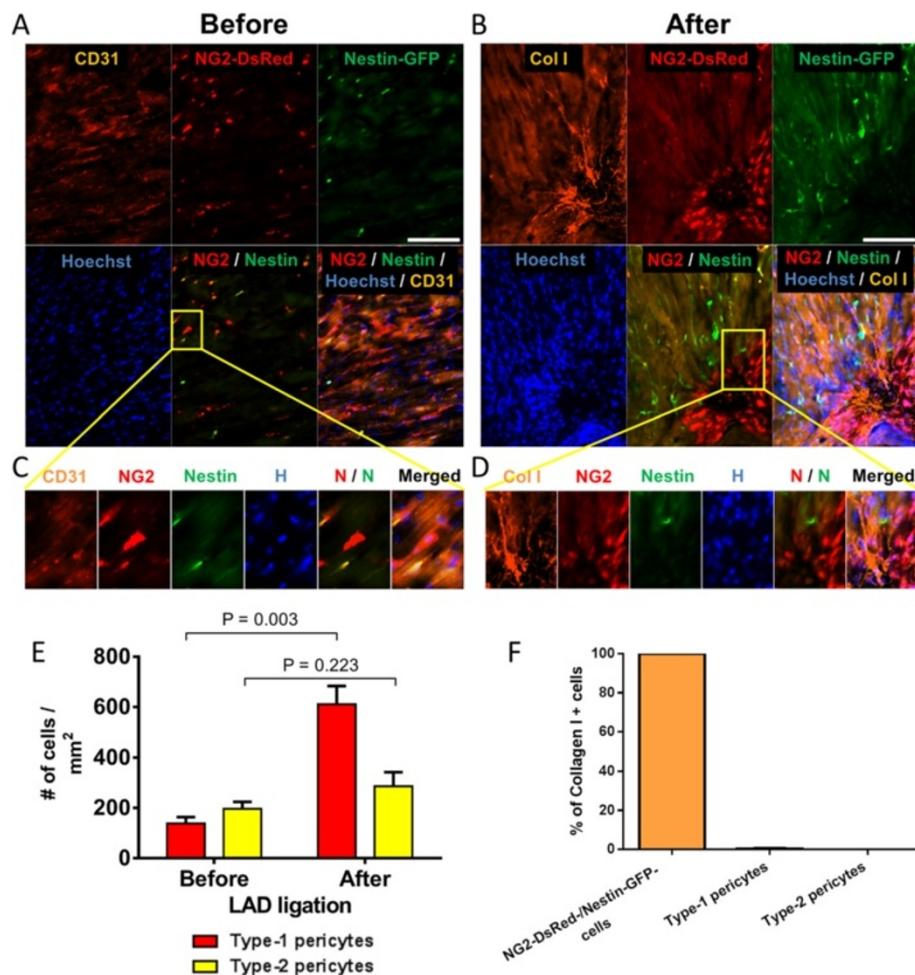 A
Before
CD31
NG2-DsRed
Nestin-GFP
Hoechst
NG2 / Nestin
NG2 / Nestin /
Hoechst / CD31
B
After
Col I
NG2-DsRed
Nestin-GFP
Hoechst
NG2 / Nestin
NG2 / Nestin /
Hoechst / Col I
C
CD31
NG2
Nestin
H
N / N
Merged
D
Col I
NG2
Nestin
H
N / N
Merged
E
P = 0.003
P = 0.223
# of cells /
mm2
800
600
400
200
0
Before
After
LAD ligation
Type-1 pericytes
Type-2 pericytes
F
% of Collagen I + cells
100
80
60
40
20
0
NG2-DsRed-/Nestin-GFP-
cells
Type-1 pericytes
Type-2 pericytes